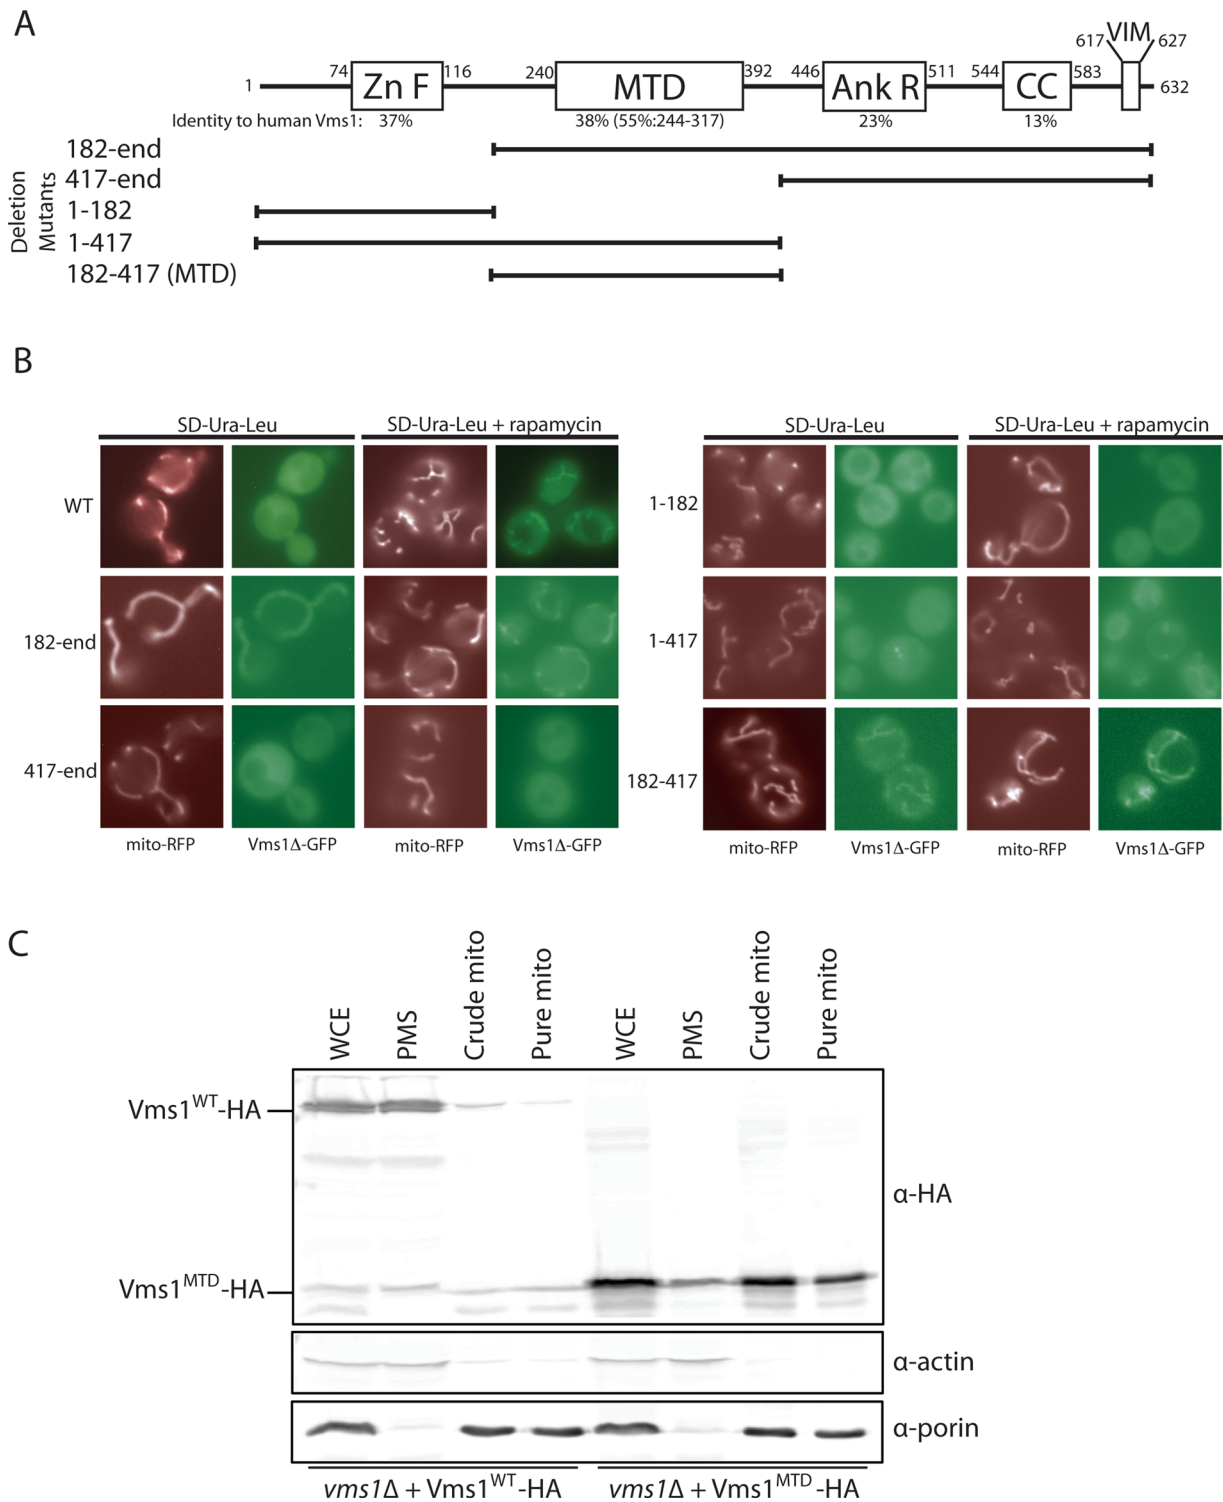 A
VIM
617 627
1 74 Zn F 116 240 MTD 392 446 Ank R 511 544 CC 583 632
Identity to human Vms1: 37% 38% (55%:244-317) 23% 13%
Deletion Mutants
182-end
417-end
1-182
1-417
182-417 (MTD)
B
SD-Ura-Leu SD-Ura-Leu + rapamycin SD-Ura-Leu SD-Ura-Leu + rapamycin
WT 1-182
182-end 1-417
417-end 182-417
mito-RFP Vms1Δ-GFP mito-RFP Vms1Δ-GFP mito-RFP Vms1Δ-GFP mito-RFP Vms1Δ-GFP
C
WCE PMS Crude mito Pure mito WCE PMS Crude mito Pure mito
Vms1WT-HA
α-HA
Vms1MTD-HA
α-actin
α-porin
vms1Δ + Vms1WT-HA vms1Δ + Vms1MTD-HA